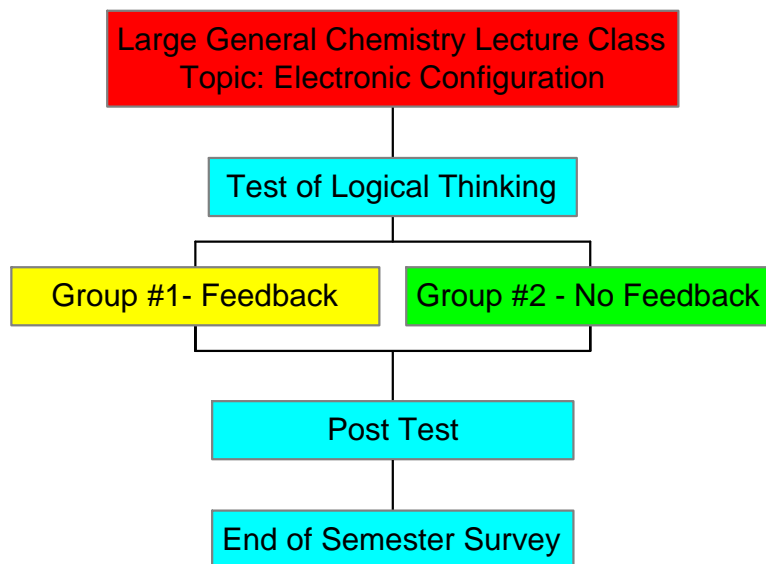 Large General Chemistry Lecture Class
Topic: Electronic Configuration
Test of Logical Thinking
Group #1- Feedback
Group #2 - No Feedback
Post Test
End of Semester Survey